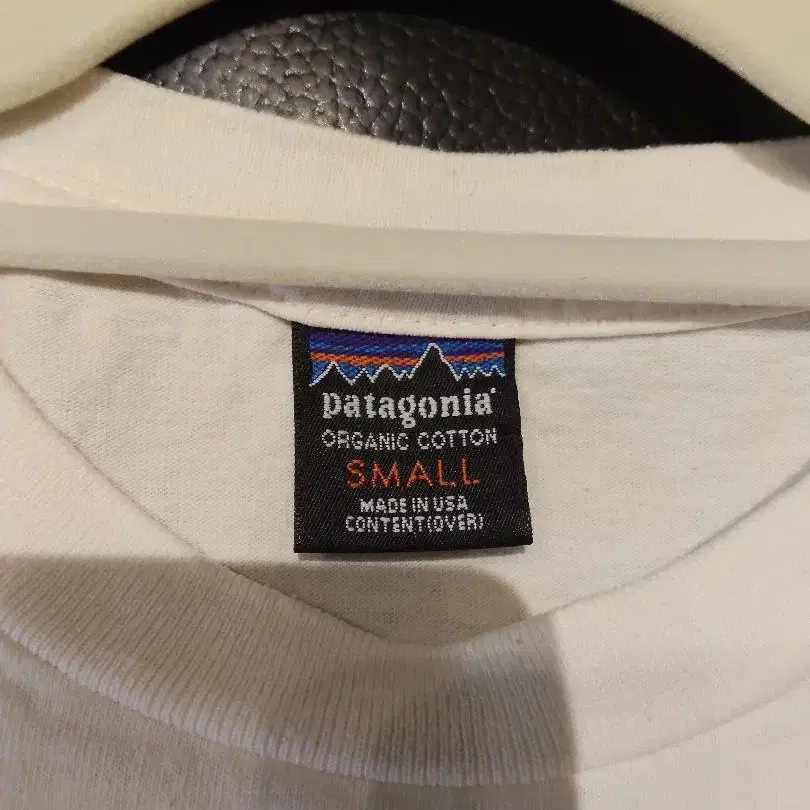 patagonia®
ORGANIC COTTON
SMALL
MADE IN USA
CONTENT(OVER)